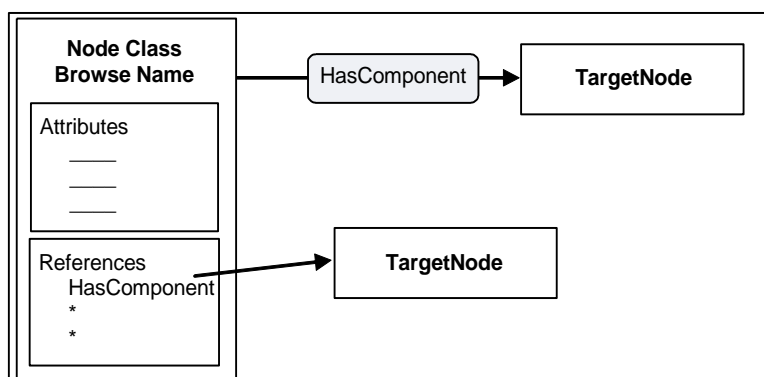 Node Class
Browse Name
HasComponent
TargetNode
Attributes
References
HasComponent
*
*
TargetNode